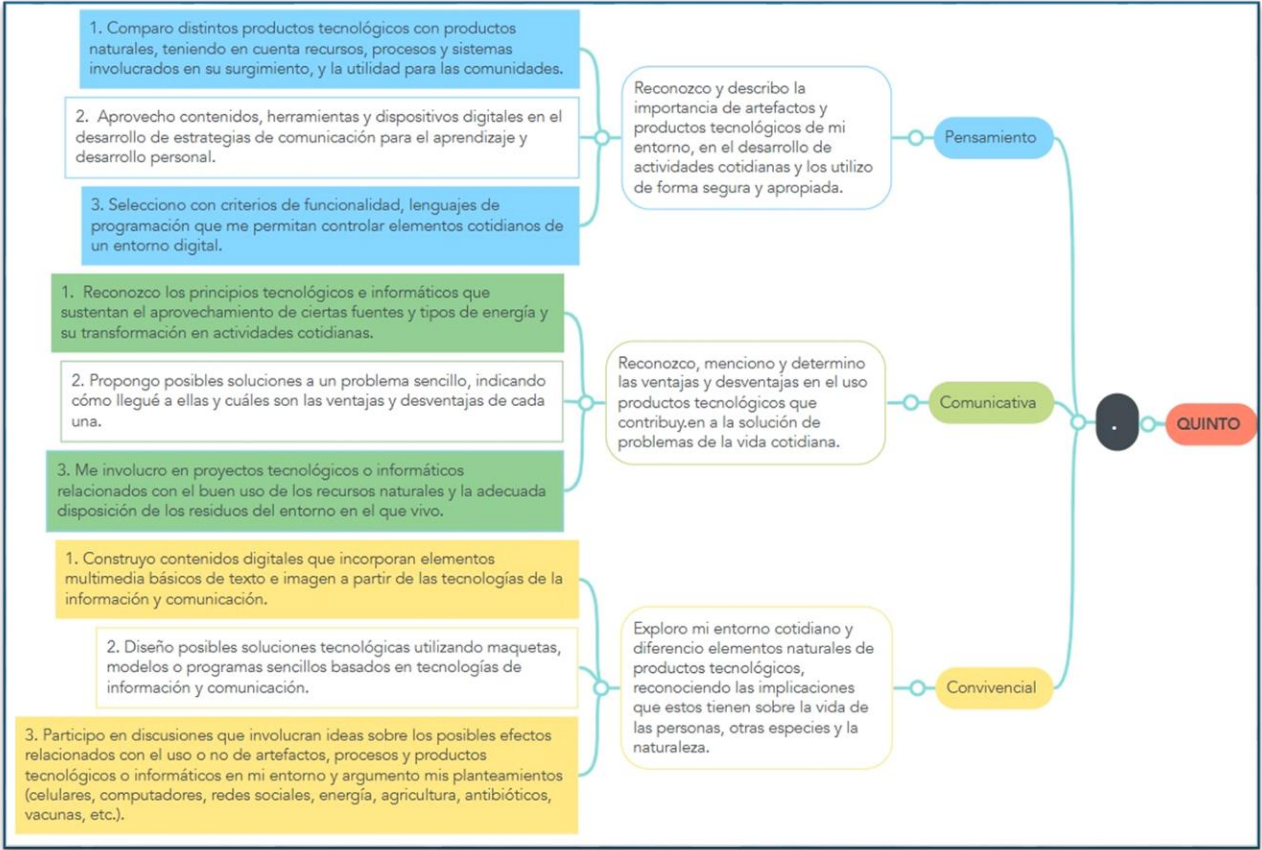 1. Comparo distintos productos tecnológicos con productos
naturales, teniendo en cuenta recursos, procesos y sistemas
involucrados en su surgimiento, y la utilidad para las comunidades.
2. Aprovecho contenidos, herramientas y dispositivos digitales en el
desarrollo de estrategias de comunicación para el aprendizaje y
desarrollo personal.
3. Selecciono con criterios de funcionalidad, lenguajes de
programación que me permitan controlar elementos cotidianos de
un entorno digital.
Reconozco y describo la
importancia de artefactos y
productos tecnológicos de mi
entorno, en el desarrollo de
actividades cotidianas y los utilizo
de forma segura y apropiada.
Pensamiento
1. Reconozco los principios tecnológicos e informáticos que
sustentan el aprovechamiento de ciertas fuentes y tipos de energía y
su transformación en actividades cotidianas.
2. Propongo posibles soluciones a un problema sencillo, indicando
cómo llegué a ellas y cuáles son las ventajas y desventajas de cada
una.
3. Me involucro en proyectos tecnológicos o informáticos
relacionados con el buen uso de los recursos naturales y la adecuada
disposición de los residuos del entorno en el que vivo.
Reconozco, menciono y determino
las ventajas y desventajas en el uso
productos tecnológicos que
contribuy.en a la solución de
problemas de la vida cotidiana.
Comunicativa
.
QUINTO
1. Construyo contenidos digitales que incorporan elementos
multimedia básicos de texto e imagen a partir de las tecnologías de la
información y comunicación.
2. Diseño posibles soluciones tecnológicas utilizando maquetas,
modelos o programas sencillos basados en tecnologías de
información y comunicación.
3. Participo en discusiones que involucran ideas sobre los posibles efectos
relacionados con el uso o no de artefactos, procesos y productos
tecnológicos o informáticos en mi entorno y argumento mis planteamientos
(celulares, computadores, redes sociales, energía, agricultura, antibióticos,
vacunas, etc.).
Exploro mi entorno cotidiano y
diferencio elementos naturales de
productos tecnológicos,
reconociendo las implicaciones
que estos tienen sobre la vida de
las personas, otras especies y la
naturaleza.
Convivencial